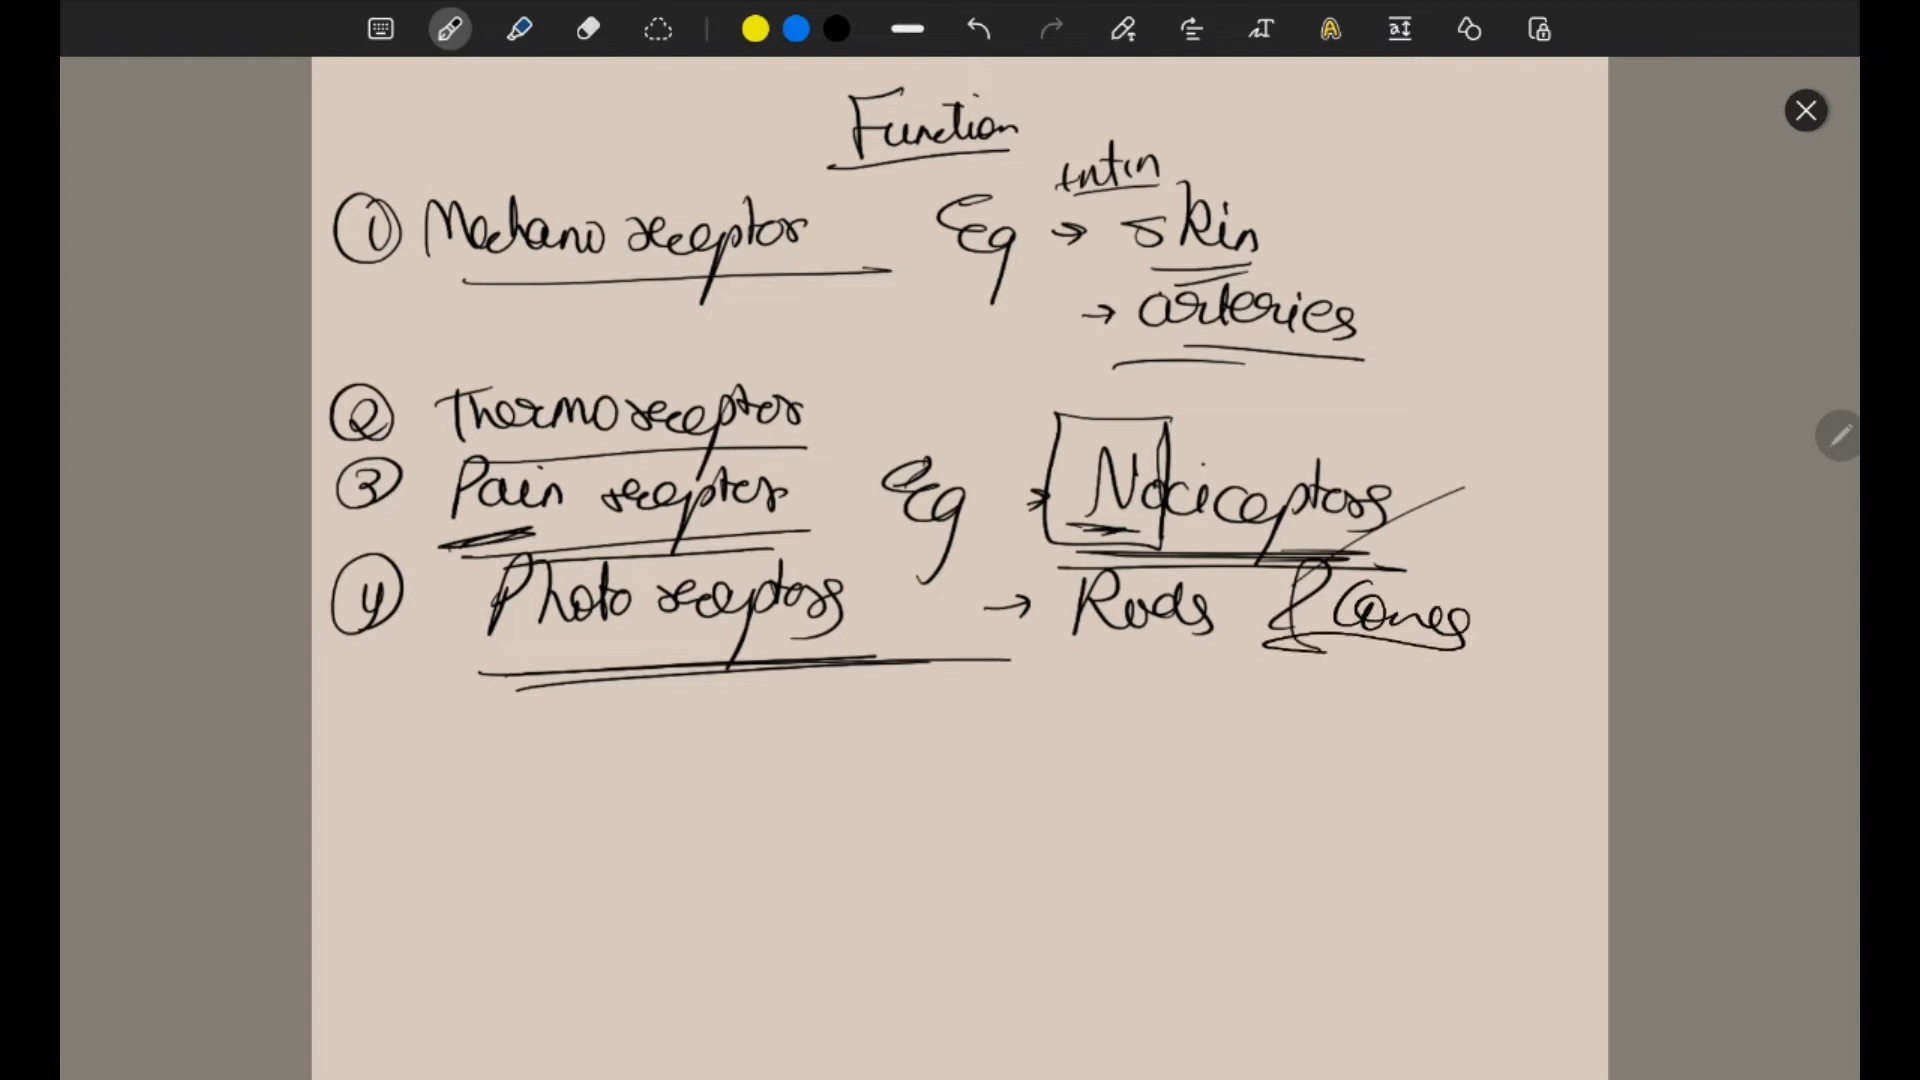 Function
① Mechano receptor Eg → skin
→ arteries
② Thermoreceptor
③ Pain receptor Eg → Nociceptors
④ Photo receptors → Rods & Cones